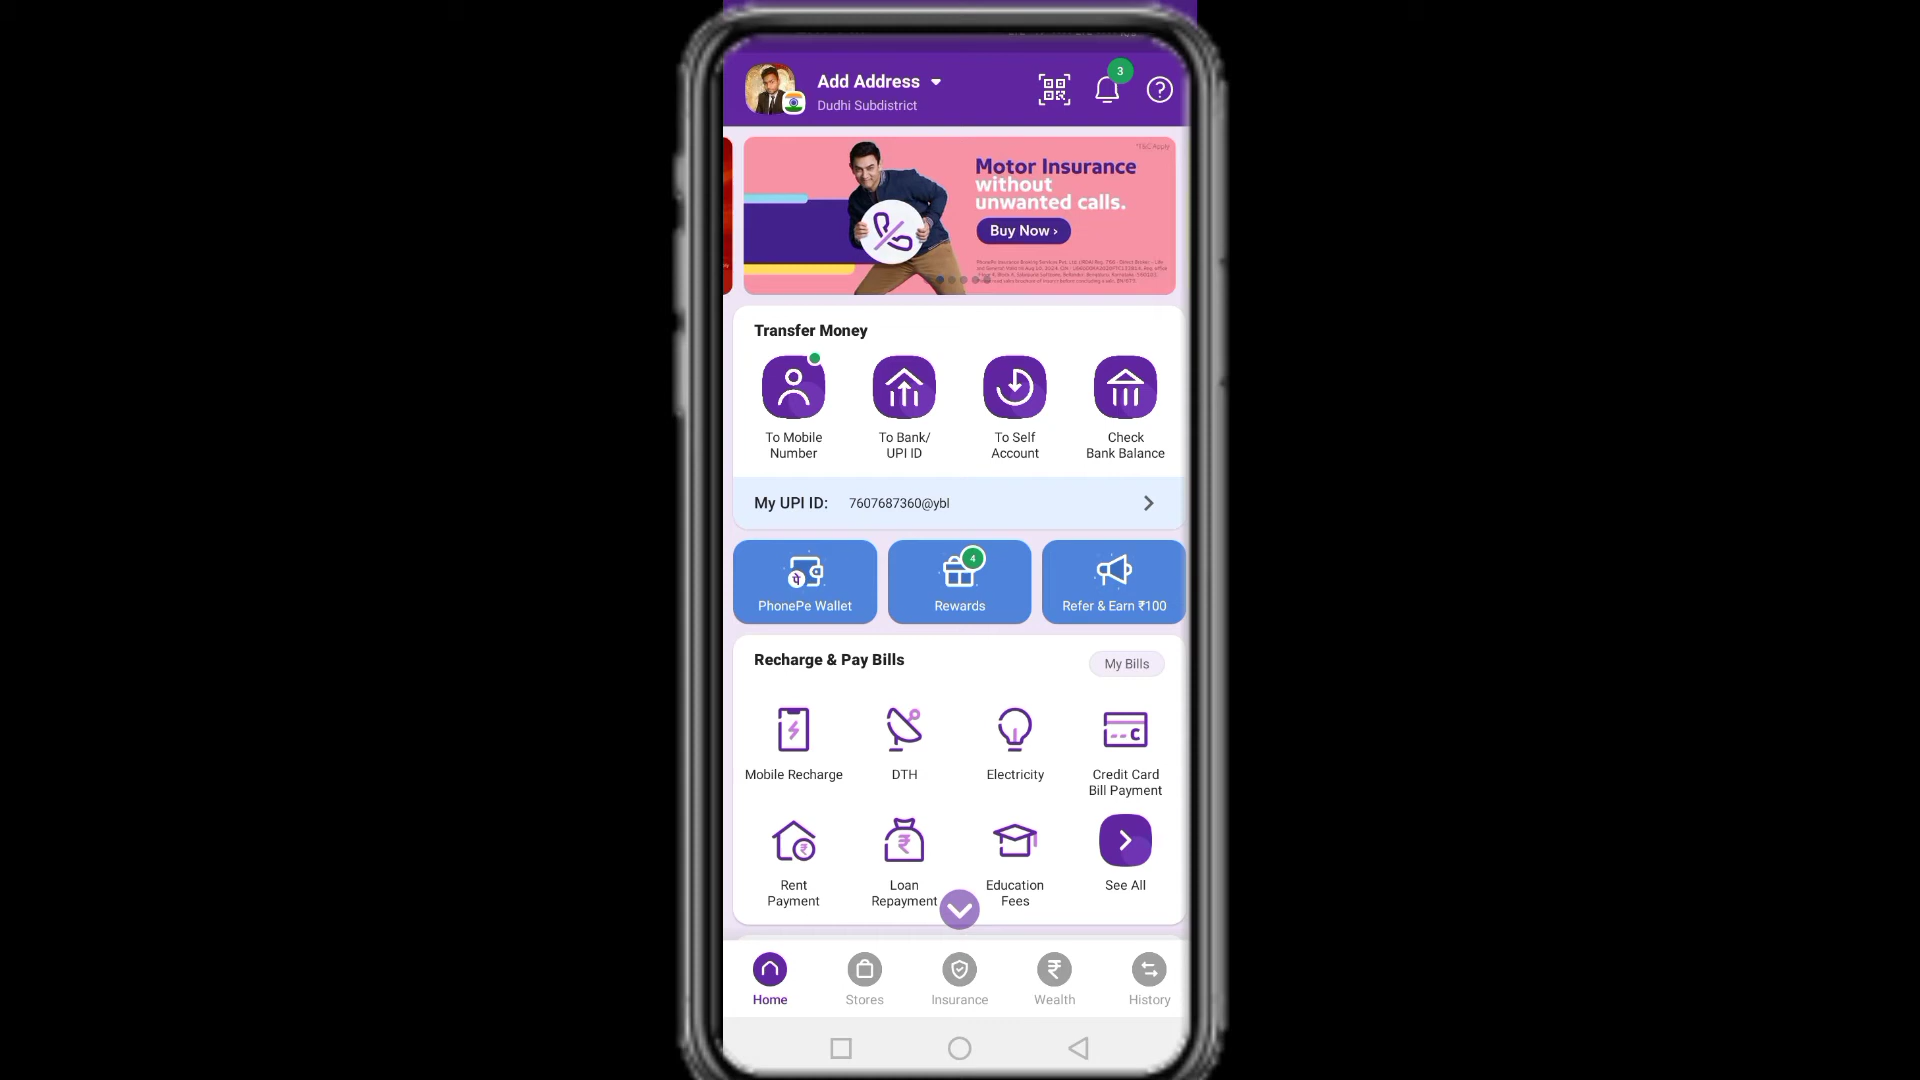 Add Address
Dudhi Subdistrict
3
*T&C Apply
Motor Insurance
without
unwanted calls.
Buy Now ›
Transfer Money
To Mobile Number
To Bank/ UPI ID
To Self Account
Check Bank Balance
My UPI ID: 7607687360@ybl
पे
4
PhonePe Wallet
Rewards
Refer & Earn ₹100
Recharge & Pay Bills
My Bills
C
Mobile Recharge
DTH
Electricity
Credit Card Bill Payment
₹
₹
Rent Payment
Loan Repayment
Education Fees
See All
₹
Home
Stores
Insurance
Wealth
History